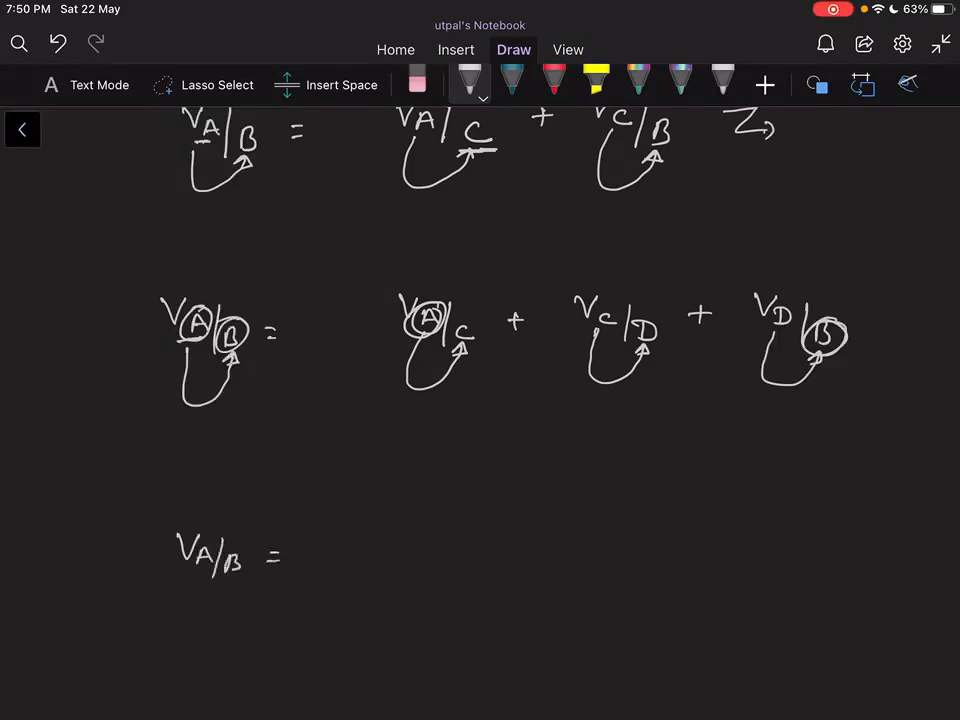 7:50 PM Sat 22 May 63%
utpal's Notebook
Home Insert Draw View
A Text Mode Lasso Select Insert Space
VA/B = VA/C + VC/B
VA/B = VA/C + VC/D + VD/B
VA/B =